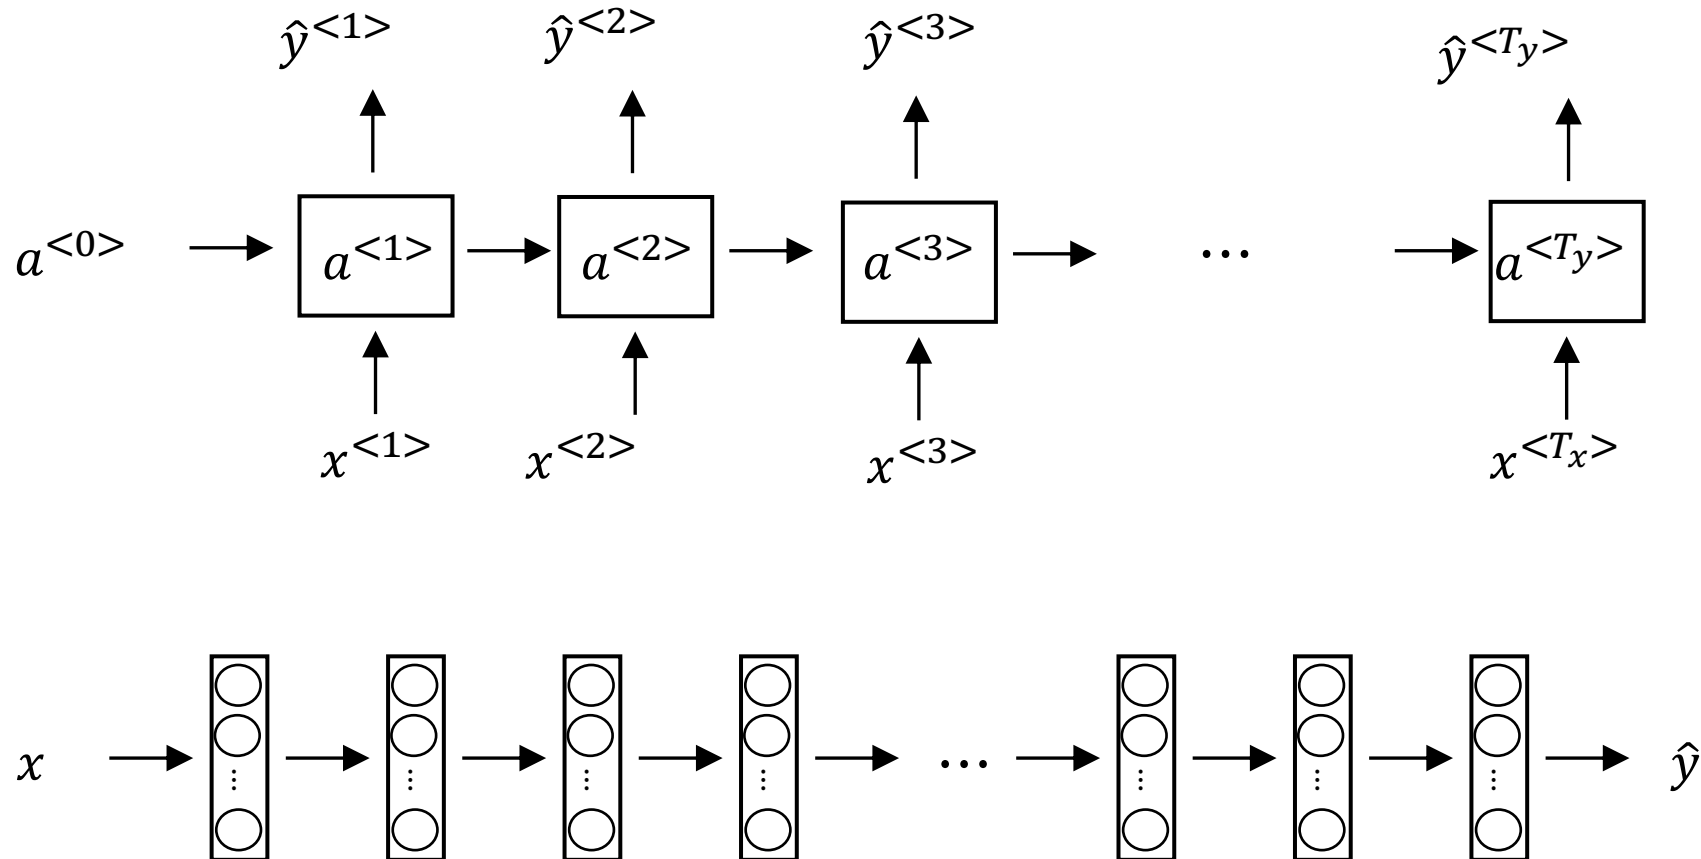 ŷ<1> ŷ<2> ŷ<3> ŷ<Ty>
a<0> a<1> a<2> a<3> ... a<Ty>
x<1> x<2> x<3> x<Tx>
x ... ŷ